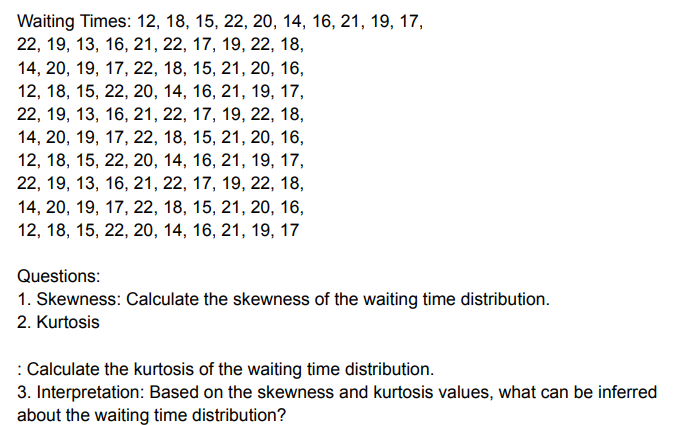 Waiting Times: 12, 18, 15, 22, 20, 14, 16, 21, 19, 17,
22, 19, 13, 16, 21, 22, 17, 19, 22, 18,
14, 20, 19, 17, 22, 18, 15, 21, 20, 16,
12, 18, 15, 22, 20, 14, 16, 21, 19, 17,
22, 19, 13, 16, 21, 22, 17, 19, 22, 18,
14, 20, 19, 17, 22, 18, 15, 21, 20, 16,
12, 18, 15, 22, 20, 14, 16, 21, 19, 17,
22, 19, 13, 16, 21, 22, 17, 19, 22, 18,
14, 20, 19, 17, 22, 18, 15, 21, 20, 16,
12, 18, 15, 22, 20, 14, 16, 21, 19, 17
Questions:
1. Skewness: Calculate the skewness of the waiting time distribution.
2. Kurtosis
: Calculate the kurtosis of the waiting time distribution.
3. Interpretation: Based on the skewness and kurtosis values, what can be inferred
about the waiting time distribution?